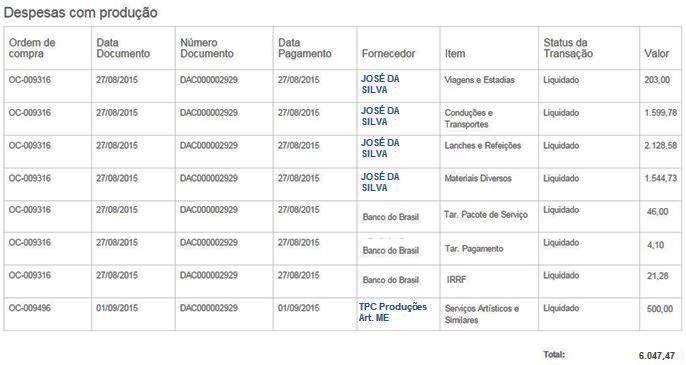 Despesas com produção
Ordem de compra Data Documento Número Documento Data Pagamento Fornecedor Item Status da Transação Valor
OC-009316 27/08/2015 DAC000002929 27/08/2015 JOSÉ DA SILVA Viagens e Estadias Liquidado 203,00
OC-009316 27/08/2015 DAC000002929 27/08/2015 JOSÉ DA SILVA Conduções e Transportes Liquidado 1.599,78
OC-009316 27/08/2015 DAC000002929 27/08/2015 JOSÉ DA SILVA Lanches e Refeições Liquidado 2.128,58
OC-009316 27/08/2015 DAC000002929 27/08/2015 JOSÉ DA SILVA Materiais Diversos Liquidado 1.544,73
OC-009316 27/08/2015 DAC000002929 27/08/2015 Banco do Brasil Tar. Pacote de Serviço Liquidado 46,00
OC-009316 27/08/2015 DAC000002929 27/08/2015 Banco do Brasil Tar. Pagamento Liquidado 4,10
OC-009316 27/08/2015 DAC000002929 27/08/2015 Banco do Brasil IRRF Liquidado 21,28
OC-009496 01/09/2015 DAC000002929 01/09/2015 TPC Produções Art. ME Serviços Artísticos e Similares Liquidado 500,00
Total: 6.047,47